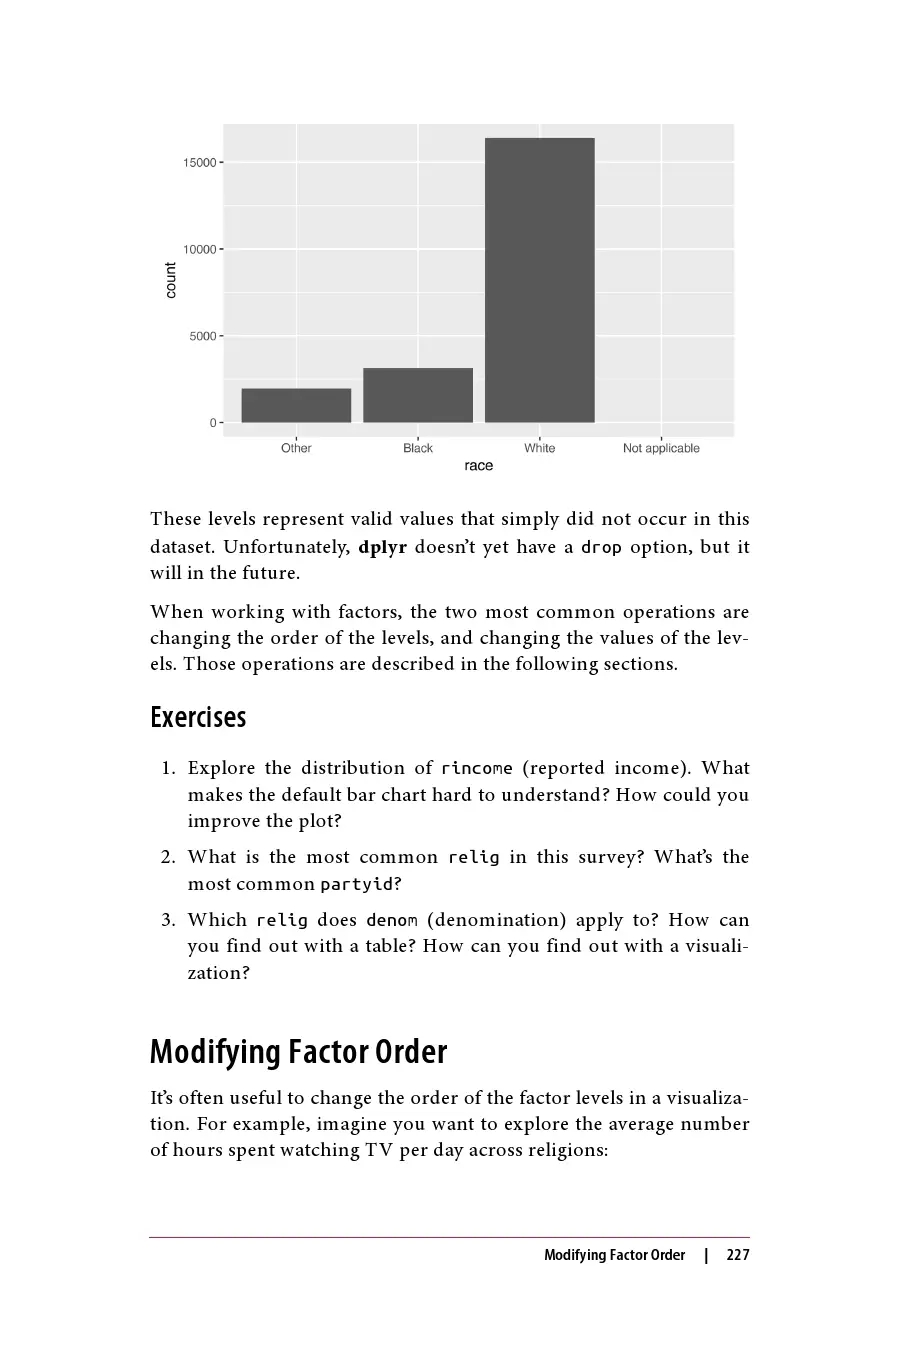 15000
10000
5000
0
count
Other Black White Not applicable
race
These levels represent valid values that simply did not occur in this
dataset. Unfortunately, dplyr doesn’t yet have a drop option, but it
will in the future.
When working with factors, the two most common operations are
changing the order of the levels, and changing the values of the lev-
els. Those operations are described in the following sections.
Exercises
1. Explore the distribution of rincome (reported income). What
makes the default bar chart hard to understand? How could you
improve the plot?
2. What is the most common relig in this survey? What’s the
most common partyid?
3. Which relig does denom (denomination) apply to? How can
you find out with a table? How can you find out with a visuali-
zation?
Modifying Factor Order
It’s often useful to change the order of the factor levels in a visualiza-
tion. For example, imagine you want to explore the average number
of hours spent watching TV per day across religions:
Modifying Factor Order | 227